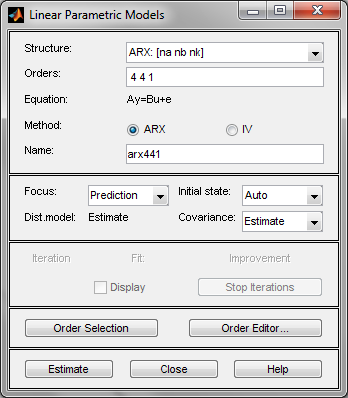 Linear Parametric Models
Structure: ARX: [na nb nk]
Orders: 4 4 1
Equation: Ay=Bu+e
Method: ARX IV
Name: arx441
Focus: Prediction Initial state: Auto
Dist.model: Estimate Covariance: Estimate
Iteration Fit: Improvement
Display Stop Iterations
Order Selection Order Editor...
Estimate Close Help